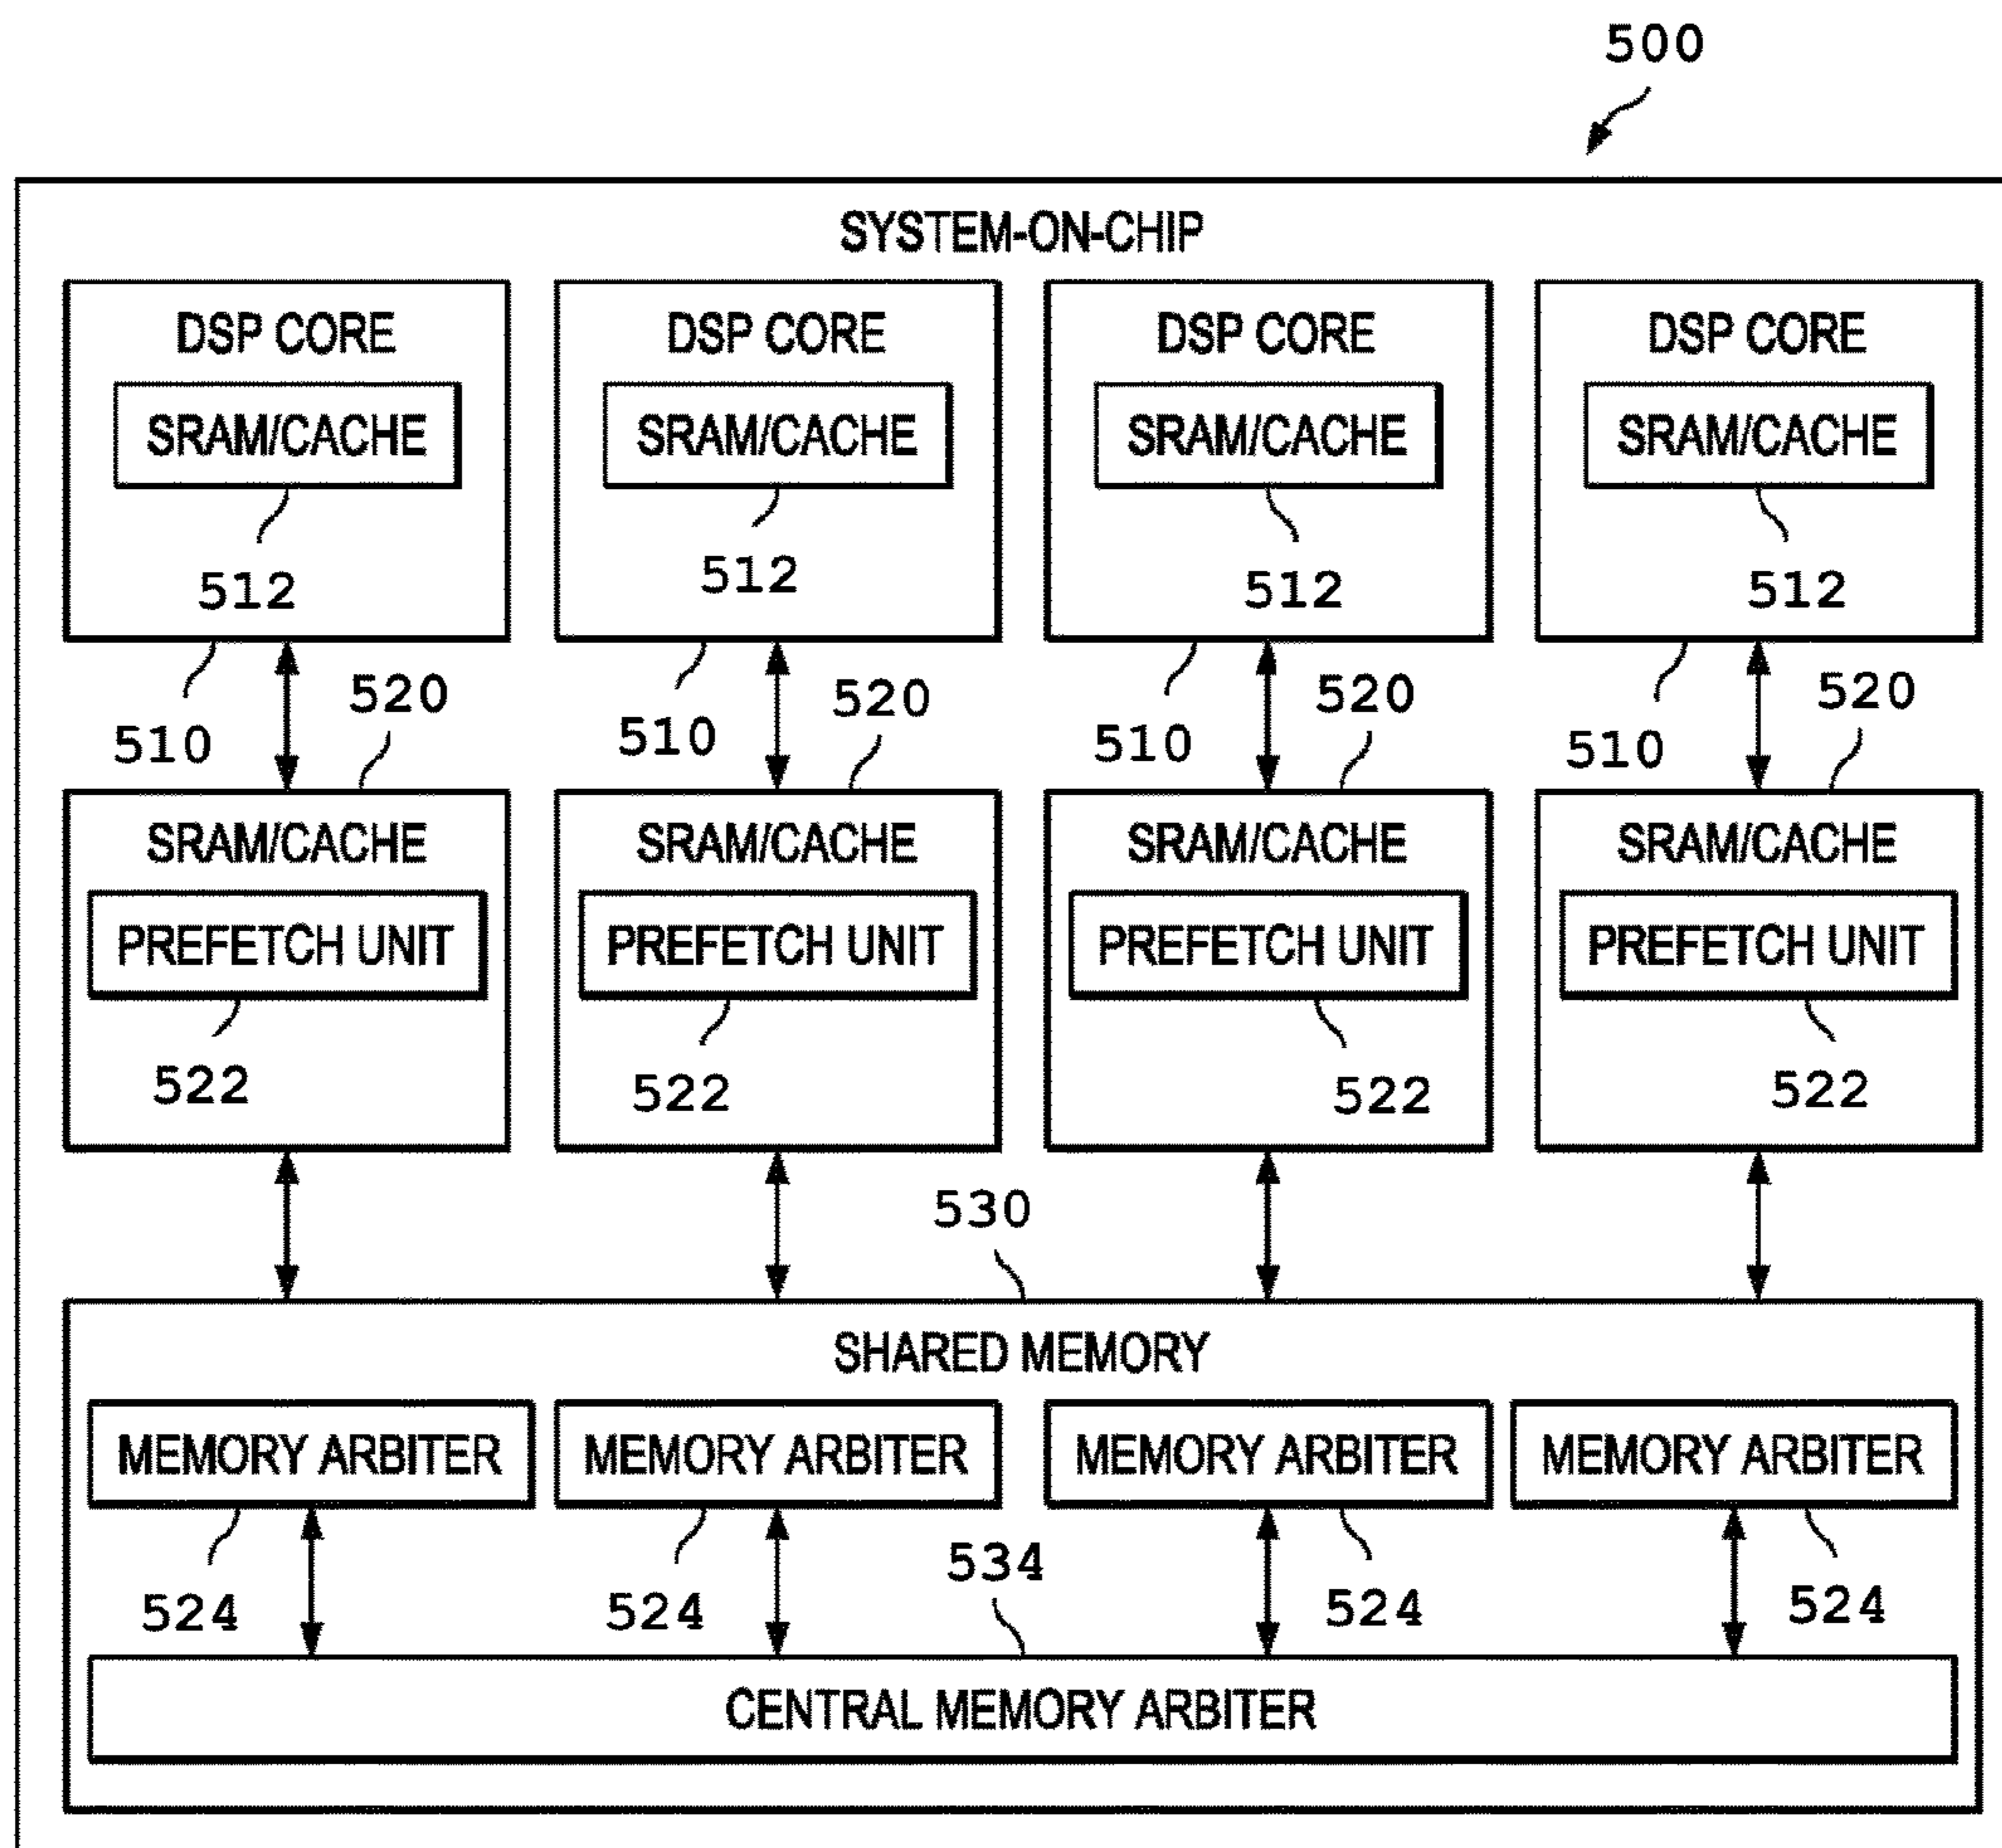 500
SYSTEM-ON-CHIP
DSP CORE DSP CORE DSP CORE DSP CORE
SRAM/CACHE SRAM/CACHE SRAM/CACHE SRAM/CACHE
512 512 512 512
510 520 510 520 510 520 510 520
SRAM/CACHE SRAM/CACHE SRAM/CACHE SRAM/CACHE
PREFETCH UNIT PREFETCH UNIT PREFETCH UNIT PREFETCH UNIT
522 522 522 522
530
SHARED MEMORY
MEMORY ARBITER MEMORY ARBITER MEMORY ARBITER MEMORY ARBITER
524 524 534 524 524
CENTRAL MEMORY ARBITER